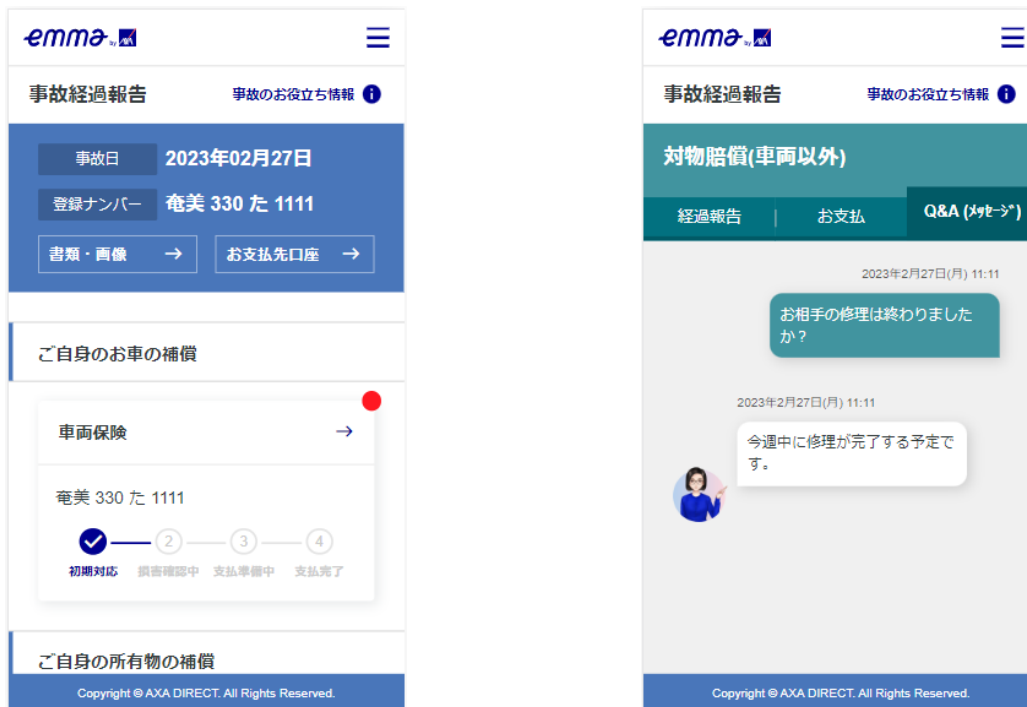 emma by AXA
事故経過報告
事故のお役立ち情報 i
事故日 2023年02月27日
登録ナンバー 奄美 330 た 1111
書類・画像 → お支払先口座 →
ご自身のお車の補償
車両保険 →
奄美 330 た 1111
2 3 4
初期対応 損害確認中 支払準備中 支払完了
ご自身の所有物の補償
Copyright © AXA DIRECT. All Rights Reserved.
emma by AXA
事故経過報告
事故のお役立ち情報 i
対物賠償(車両以外)
経過報告 | お支払 Q&A (ﾒｯｾｰｼﾞ)
2023年2月27日(月) 11:11
お相手の修理は終わりました
か？
2023年2月27日(月) 11:11
今週中に修理が完了する予定で
す。
Copyright © AXA DIRECT. All Rights Reserved.